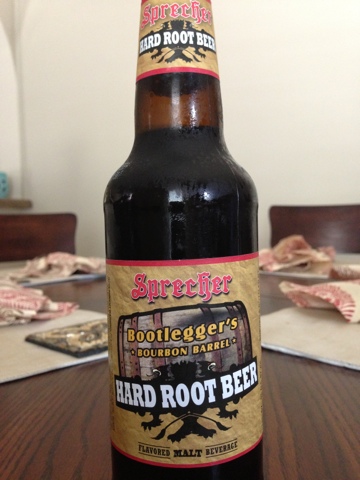 Sprecher
HARD ROOT BEER
Sprecher
Bootlegger's
• BOURBON BARREL •
HARD ROOT BEER
FLAVORED MALT BEVERAGE